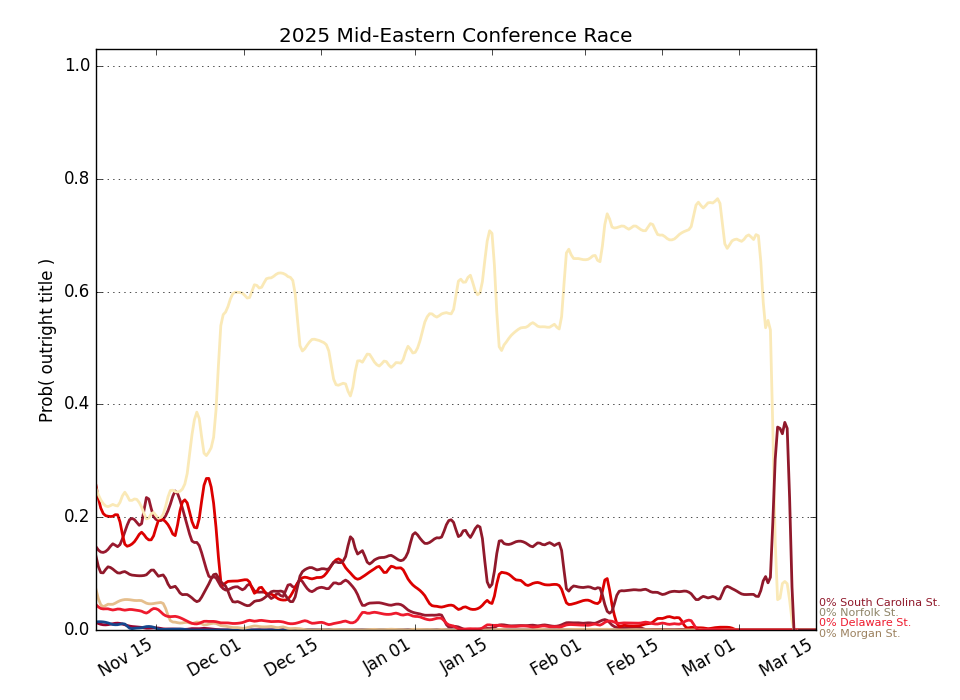 2025 Mid-Eastern Conference Race
1.0
0.8
0.6
0.4
0.2
0.0
Prob( outright title )
0% South Carolina St.
0% Norfolk St.
0% Delaware St.
0% Morgan St.
Nov 15
Dec 01
Dec 15
Jan 01
Jan 15
Feb 01
Feb 15
Mar 01
Mar 15